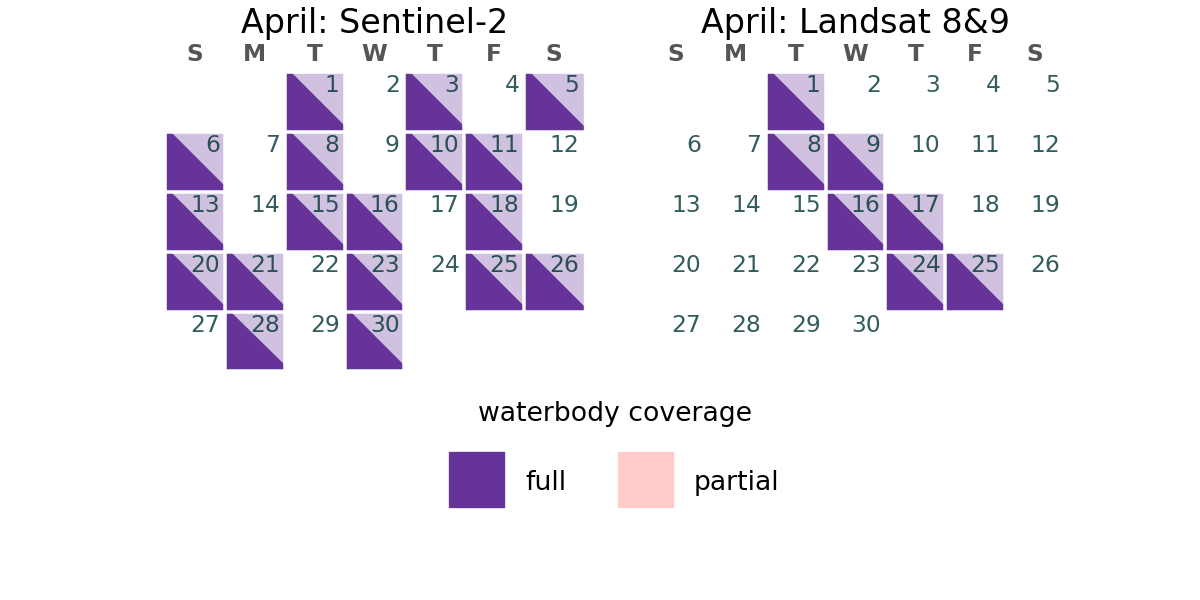 April: Sentinel-2
S M T W T F S
1 2 3 4 5
6 7 8 9 10 11 12
13 14 15 16 17 18 19
20 21 22 23 24 25 26
27 28 29 30
April: Landsat 8&9
S M T W T F S
1 2 3 4 5
6 7 8 9 10 11 12
13 14 15 16 17 18 19
20 21 22 23 24 25 26
27 28 29 30
waterbody coverage
full partial